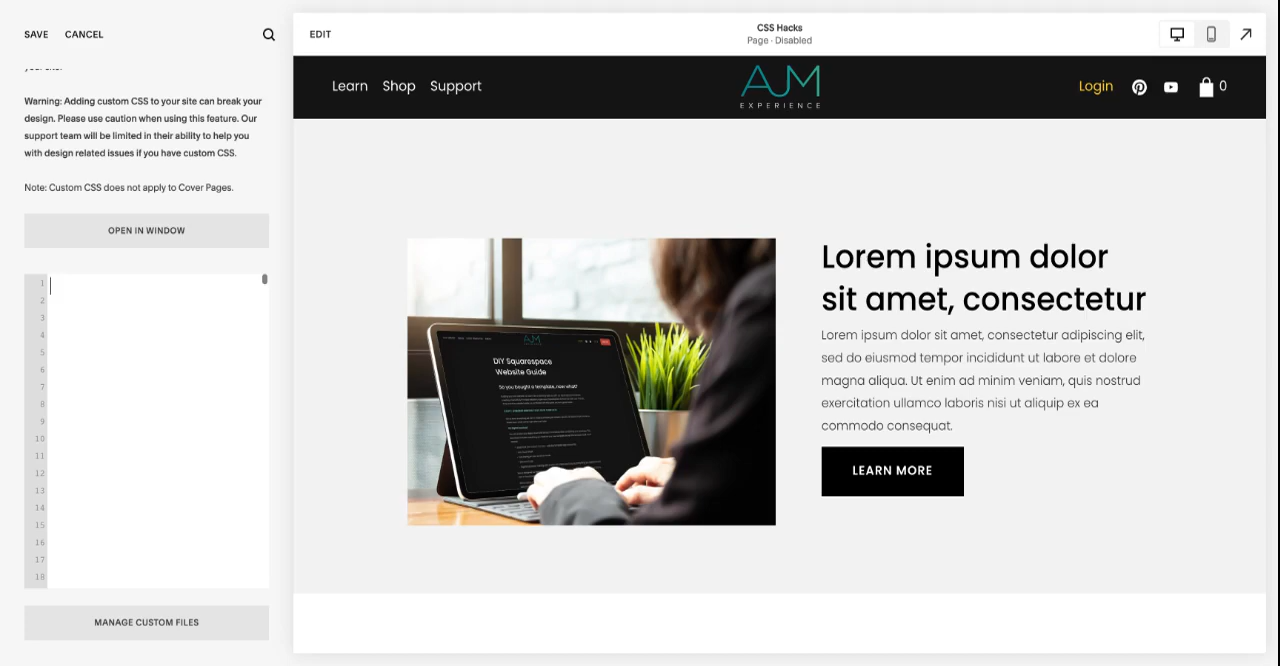 SAVE CANCEL
Warning: Adding custom CSS to your site can break your
design. Please use caution when using this feature. Our
support team will be limited in their ability to help you
with design related issues if you have custom CSS.
Note: Custom CSS does not apply to Cover Pages.
OPEN IN WINDOW
1
2
3
4
5
6
7
8
9
10
11
12
13
14
15
16
17
18
MANAGE CUSTOM FILES
EDIT
CSS Hacks
Page · Disabled
Learn Shop Support
AJM
EXPERIENCE
Login
0
AJM
DIY Squarespace
Website Guide
So you bought a template, now what?
Lorem ipsum dolor
sit amet, consectetur
Lorem ipsum dolor sit amet, consectetur adipiscing elit,
sed do eiusmod tempor incididunt ut labore et dolore
magna aliqua. Ut enim ad minim veniam, quis nostrud
exercitation ullamco laboris nisi ut aliquip ex ea
commodo consequat.
LEARN MORE